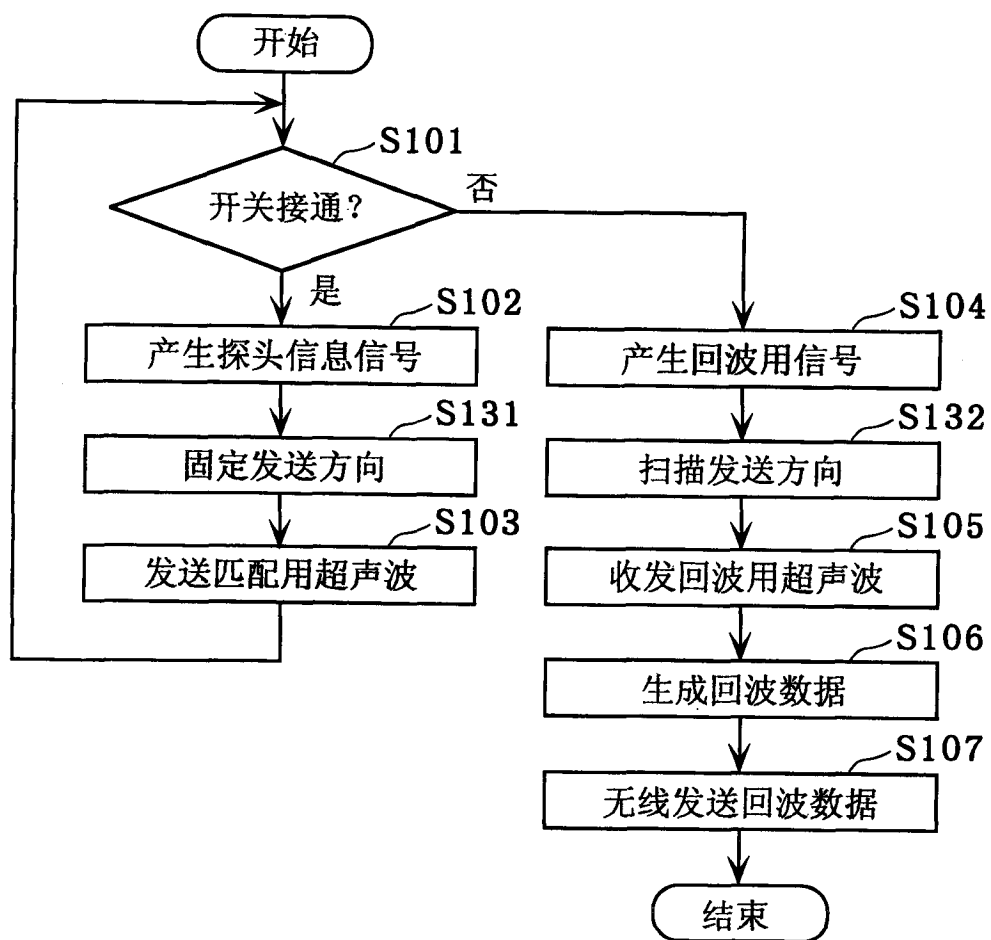 开始
S101
开关接通?
否
是
S102
产生探头信息信号
S131
固定发送方向
S103
发送匹配用超声波
S104
产生回波用信号
S132
扫描发送方向
S105
收发回波用超声波
S106
生成回波数据
S107
无线发送回波数据
结束